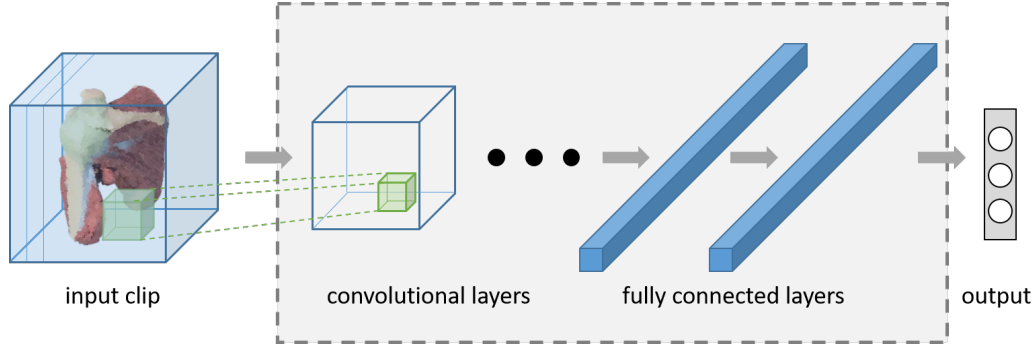 input clip
convolutional layers
fully connected layers
output